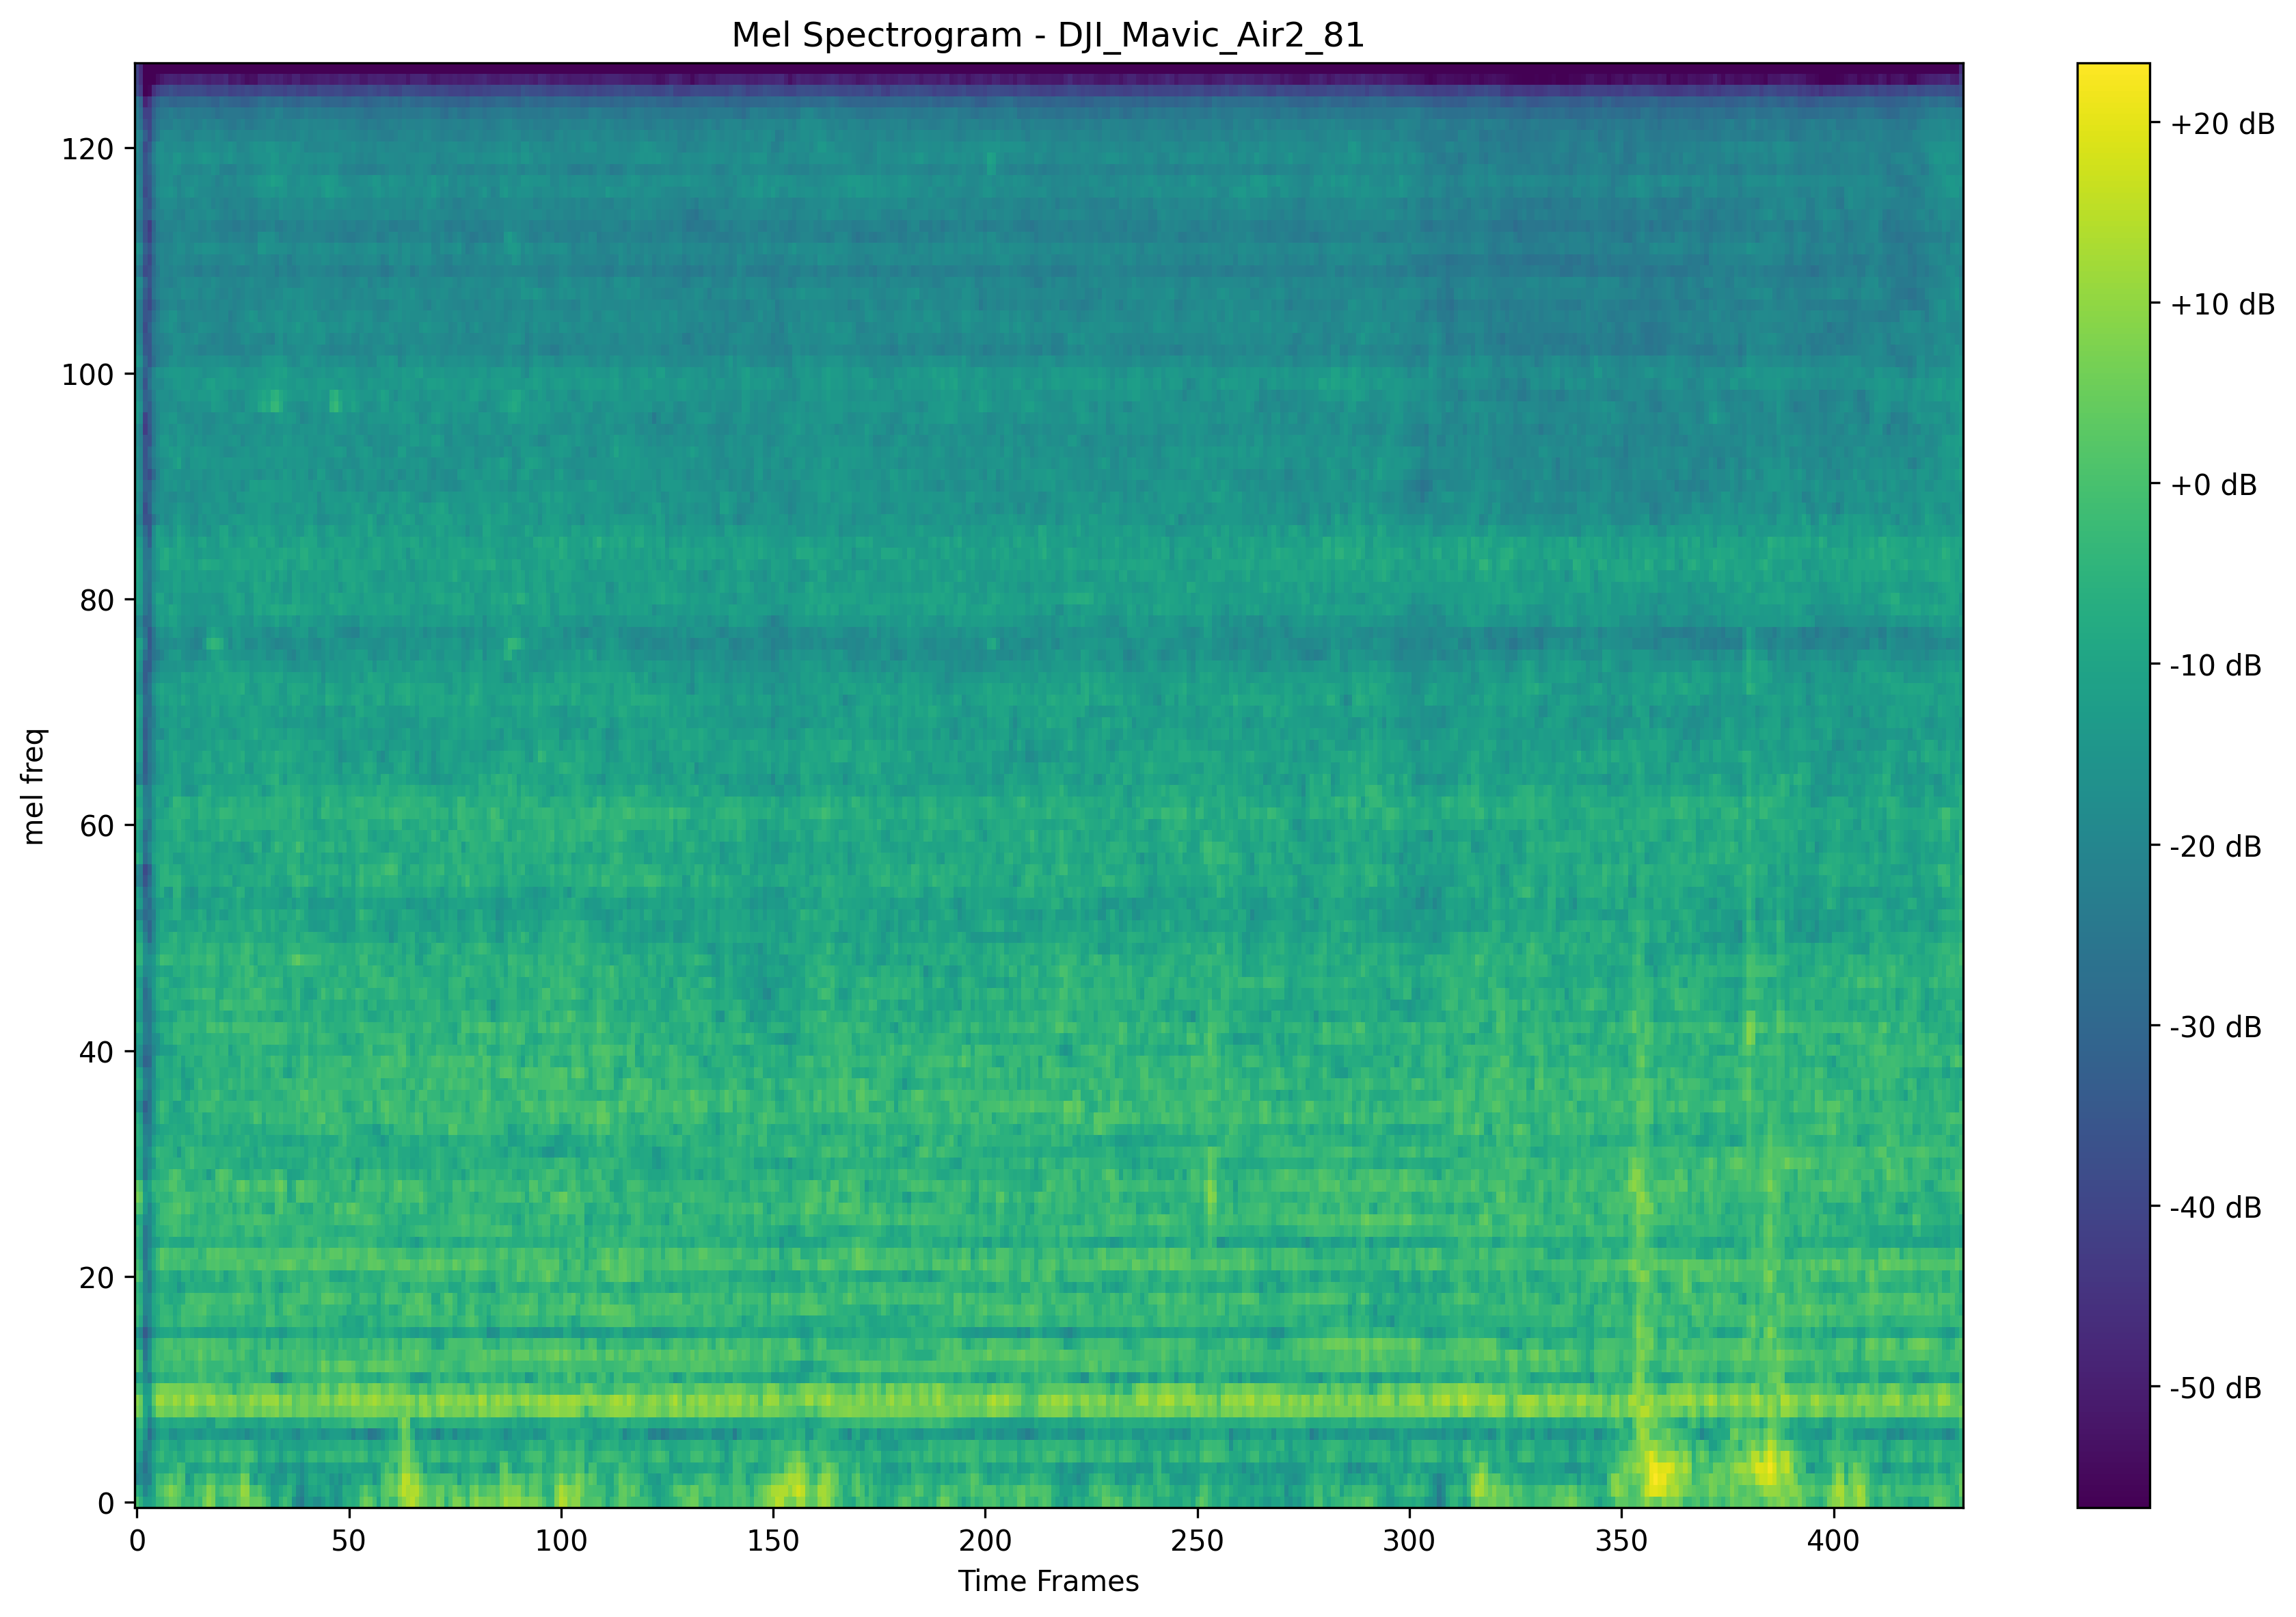 Mel Spectrogram - DJI_Mavic_Air2_81
mel freq
120
100
80
60
40
20
0
0 50 100 150 200 250 300 350 400
Time Frames
+20 dB
+10 dB
+0 dB
-10 dB
-20 dB
-30 dB
-40 dB
-50 dB